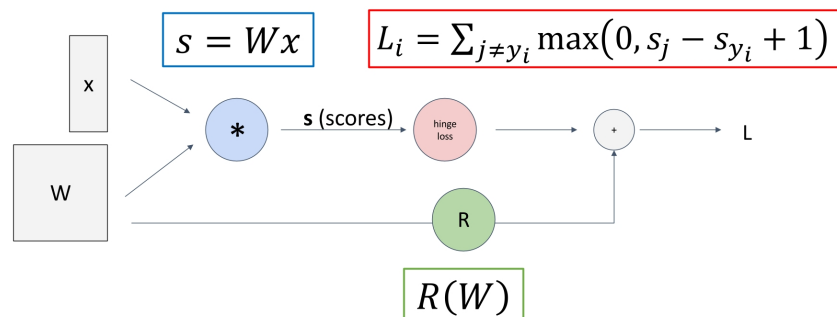 s = Wx
L_i = ∑_{j≠y_i} max(0, s_j − s_{y_i} + 1)
x
W
*
s (scores)
hinge
loss
+
L
R
R(W)